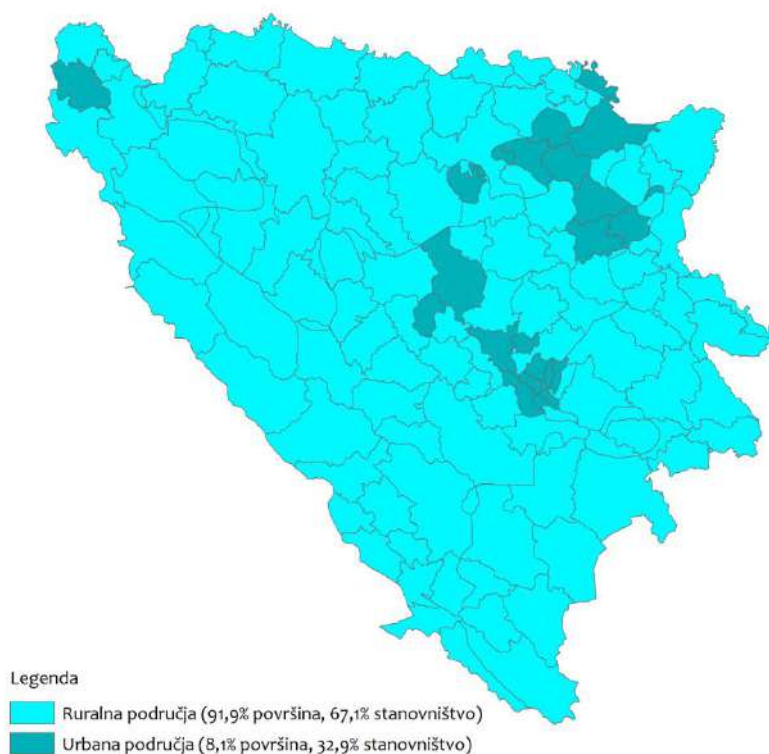 Legenda
Ruralna područja (91,9% površina, 67,1% stanovništvo)
Urbana područja (8,1% površina, 32,9% stanovništvo)